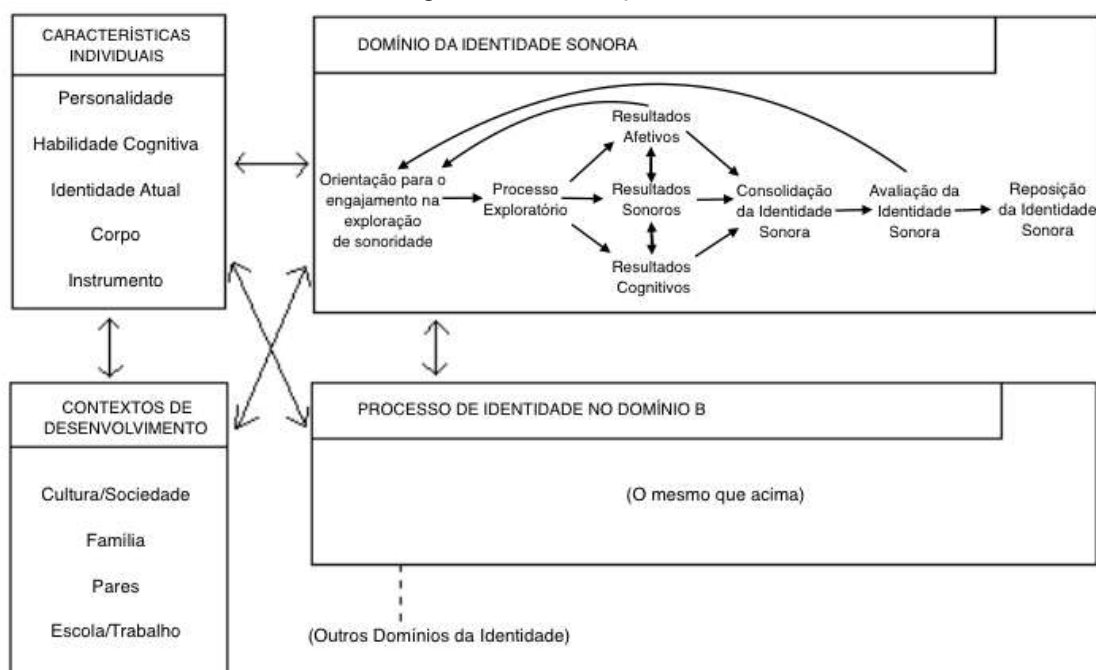 CARACTERÍSTICAS
INDIVIDUAIS
Personalidade
Habilidade Cognitiva
Identidade Atual
Corpo
Instrumento
DOMÍNIO DA IDENTIDADE SONORA
Orientação para o
engajamento na
exploração
de sonoridade
Processo
Exploratório
Resultados
Afetivos
Resultados
Sonoros
Resultados
Cognitivos
Consolidação
da Identidade
Sonora
Avaliação da
Identidade
Sonora
Reposição
da Identidade
Sonora
CONTEXTOS DE
DESENVOLVIMENTO
Cultura/Sociedade
Família
Pares
Escola/Trabalho
PROCESSO DE IDENTIDADE NO DOMÍNIO B
(O mesmo que acima)
(Outros Domínios da Identidade)